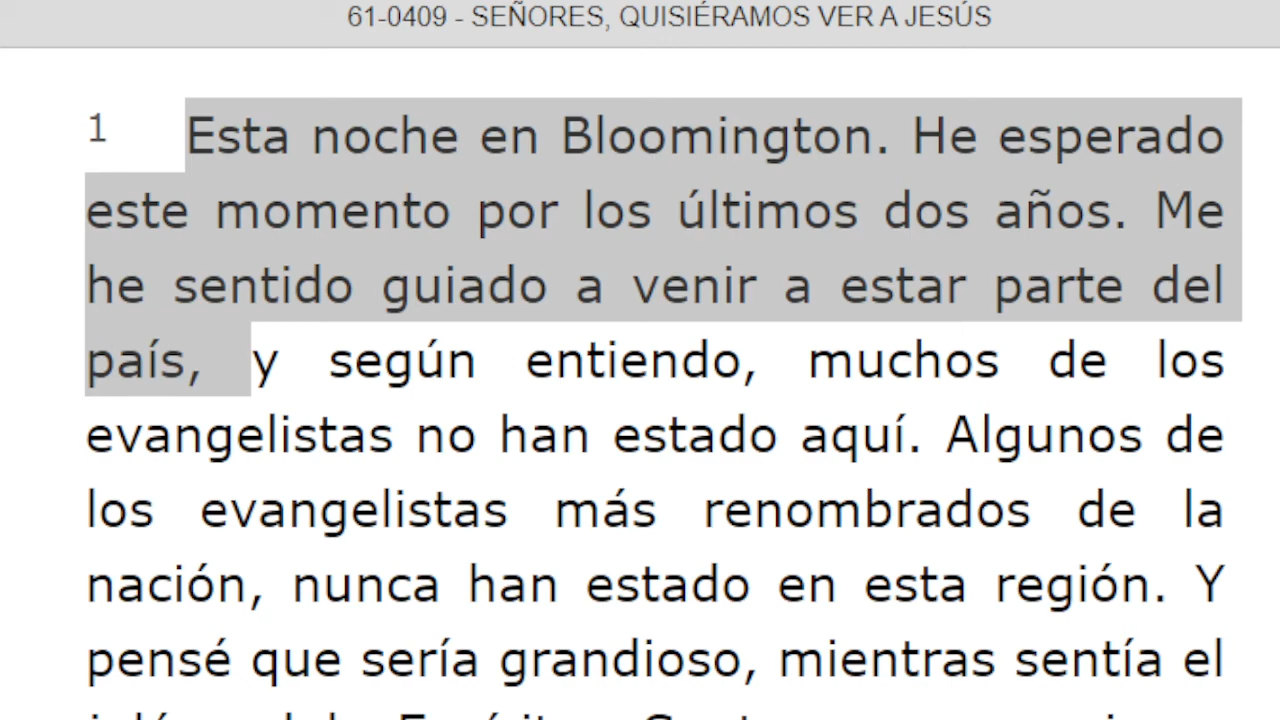 61-0409 - SEÑORES, QUISIÉRAMOS VER A JESÚS
1 Esta noche en Bloomington. He esperado
este momento por los últimos dos años. Me
he sentido guiado a venir a estar parte del
país, y según entiendo, muchos de los
evangelistas no han estado aquí. Algunos de
los evangelistas más renombrados de la
nación, nunca han estado en esta región. Y
pensé que sería grandioso, mientras sentía el